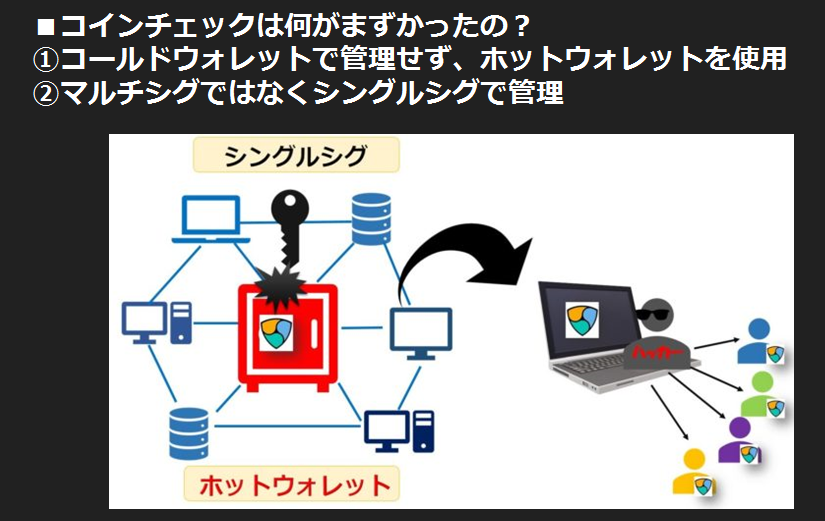 ■コインチェックは何がまずかったの？
①コールドウォレットで管理せず、ホットウォレットを使用
②マルチシグではなくシングルシグで管理
シングルシグ
ハッカー
ホットウォレット